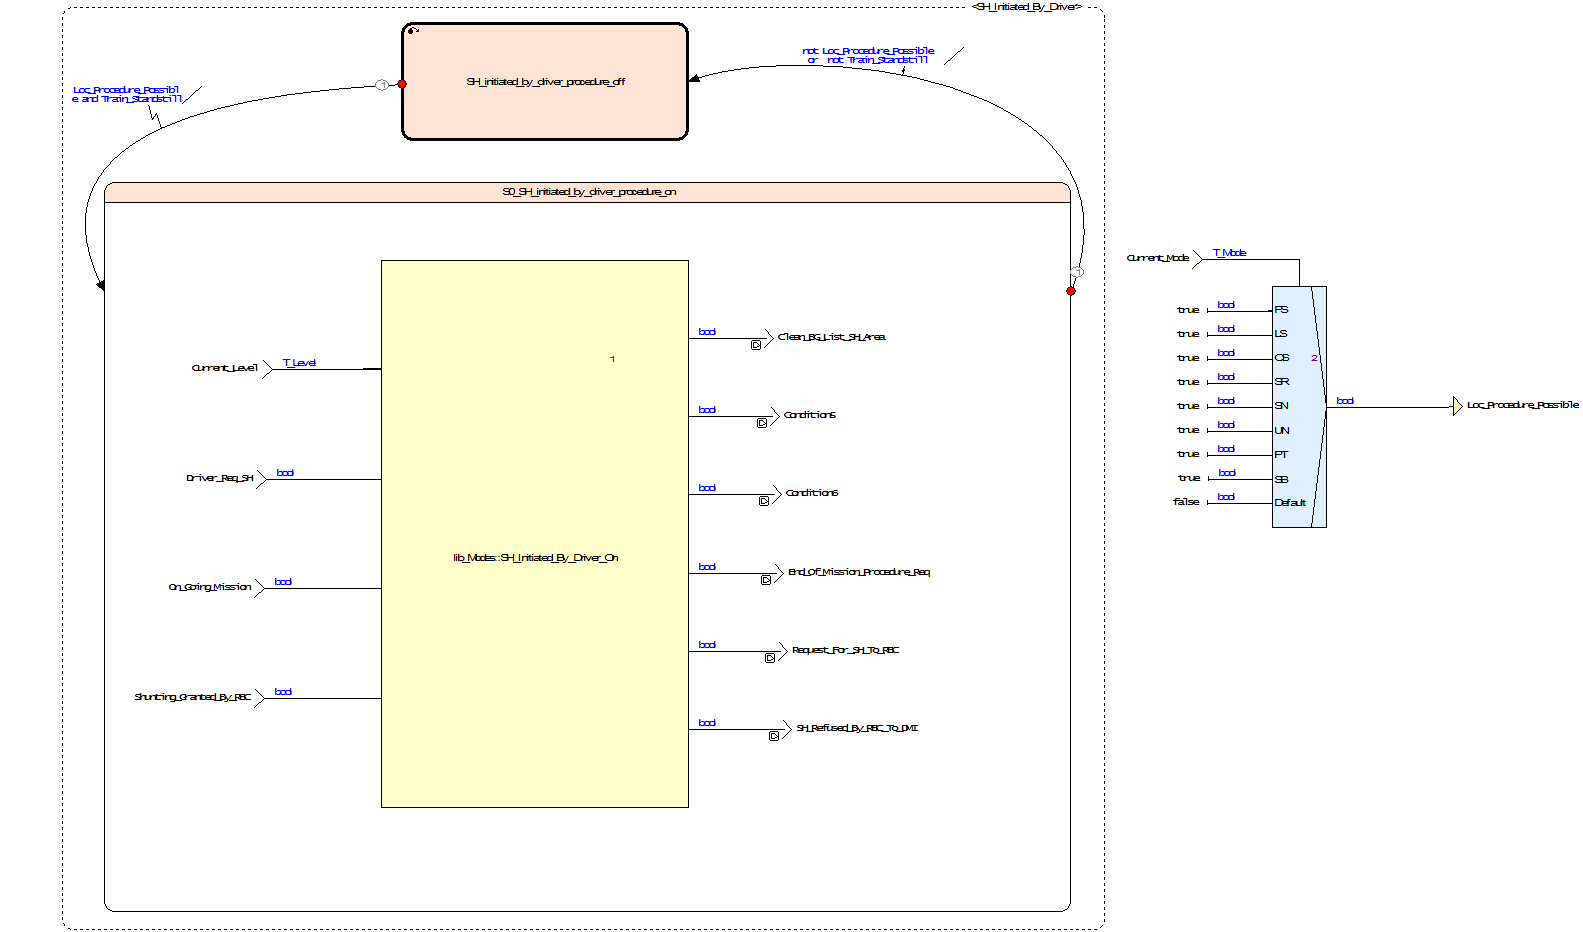 <SH_Initiated_By_Driver>
SH_initiated_by_driver_procedure_off
1
not Loc_Procedure_Possible
or not Train_Standstill
Loc_Procedure_Possibl
e and Train_Standstill
S0_SH_initiated_by_driver_procedure_on
1
Current_Level
T_Level
Driver_Req_SH
bool
On_Going_Mission
bool
Shunting_Granted_By_RBC
bool
1
lib_Modes::SH_Initiated_By_Driver_On
bool
Clean_BG_List_SH_Area
bool
Condition5
bool
Condition6
bool
End_Of_Mission_Procedure_Req
bool
Request_For_SH_To_RBC
bool
SH_Refused_By_RBC_To_DMI
Current_Mode
T_Mode
true
bool
FS
true
bool
LS
true
bool
OS
2
true
bool
SR
true
bool
SN
true
bool
UN
true
bool
PT
true
bool
SB
false
bool
Default
bool
Loc_Procedure_Possible